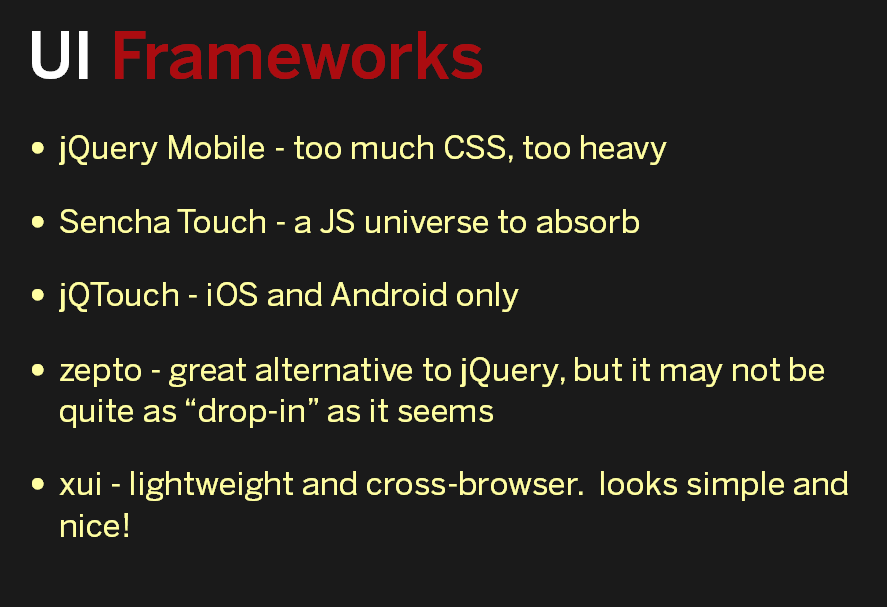 UI Frameworks
• jQuery Mobile - too much CSS, too heavy
• Sencha Touch - a JS universe to absorb
• jQTouch - iOS and Android only
• zepto - great alternative to jQuery, but it may not be
quite as “drop-in” as it seems
• xui - lightweight and cross-browser.  looks simple and
nice!